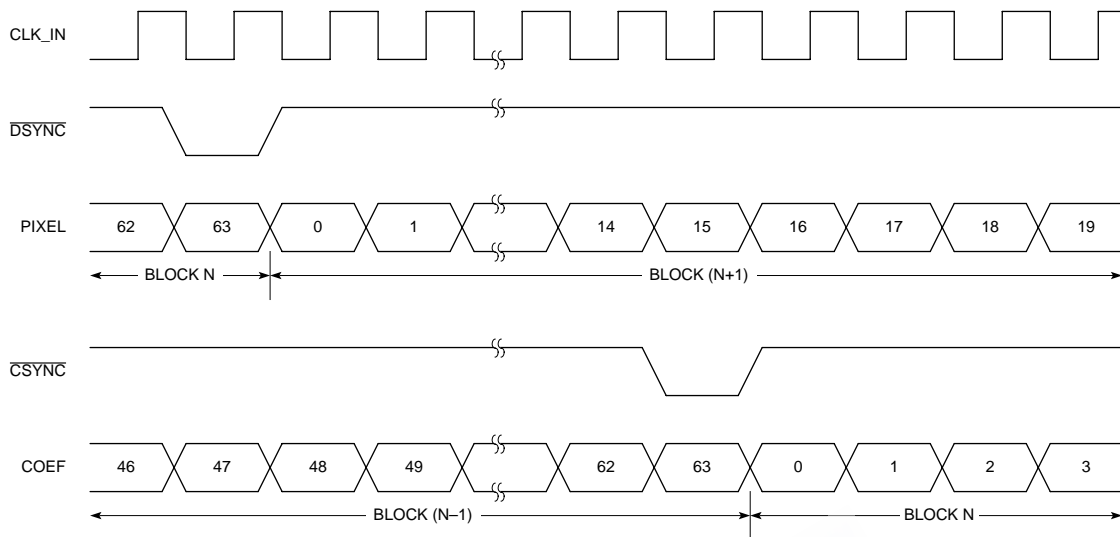 CLK_IN
DSYNC
PIXEL 62 63 0 1 14 15 16 17 18 19
BLOCK N BLOCK (N+1)
CSYNC
COEF 46 47 48 49 62 63 0 1 2 3
BLOCK (N–1) BLOCK N